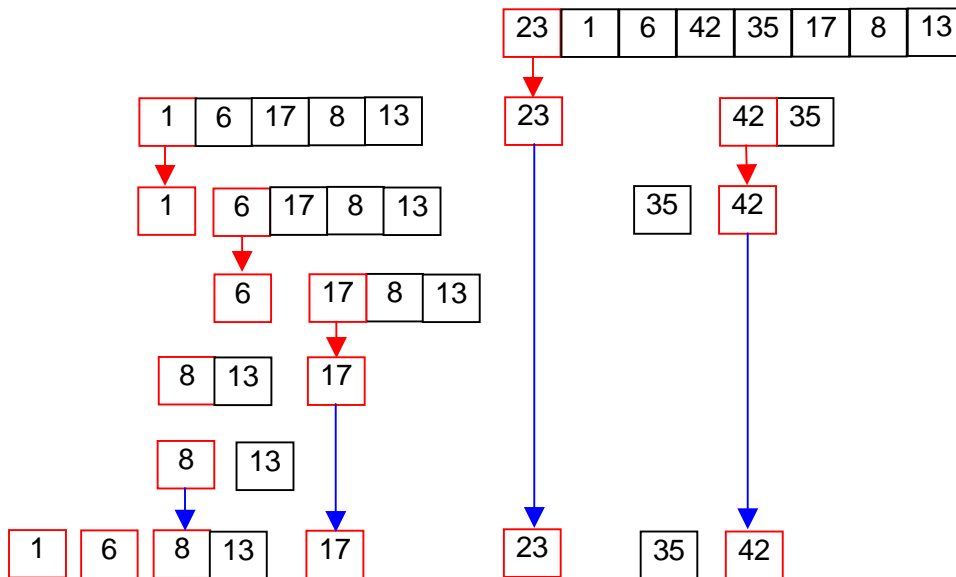 23 1 6 42 35 17 8 13
1 6 17 8 13 23 42 35
1 6 17 8 13 35 42
6 17 8 13
8 13 17
8 13
1 6 8 13 17 23 35 42